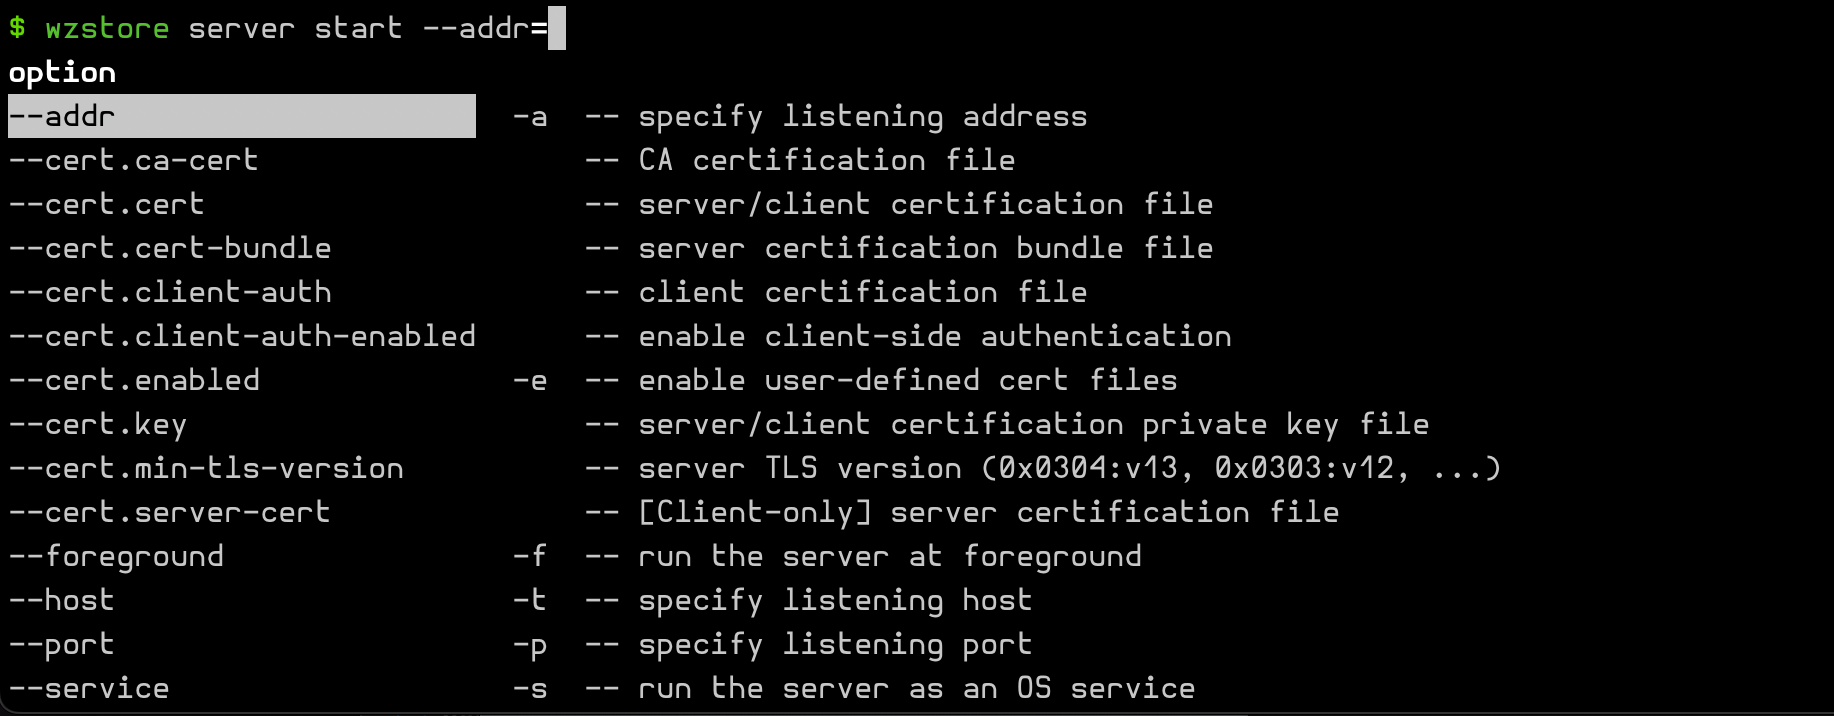 $ wzstore server start --addr=
option
--addr -a -- specify listening address
--cert.ca-cert -- CA certification file
--cert.cert -- server/client certification file
--cert.cert-bundle -- server certification bundle file
--cert.client-auth -- client certification file
--cert.client-auth-enabled -- enable client-side authentication
--cert.enabled -e -- enable user-defined cert files
--cert.key -- server/client certification private key file
--cert.min-tls-version -- server TLS version (0x0304:v13, 0x0303:v12, ...)
--cert.server-cert -- [Client-only] server certification file
--foreground -f -- run the server at foreground
--host -t -- specify listening host
--port -p -- specify listening port
--service -s -- run the server as an OS service